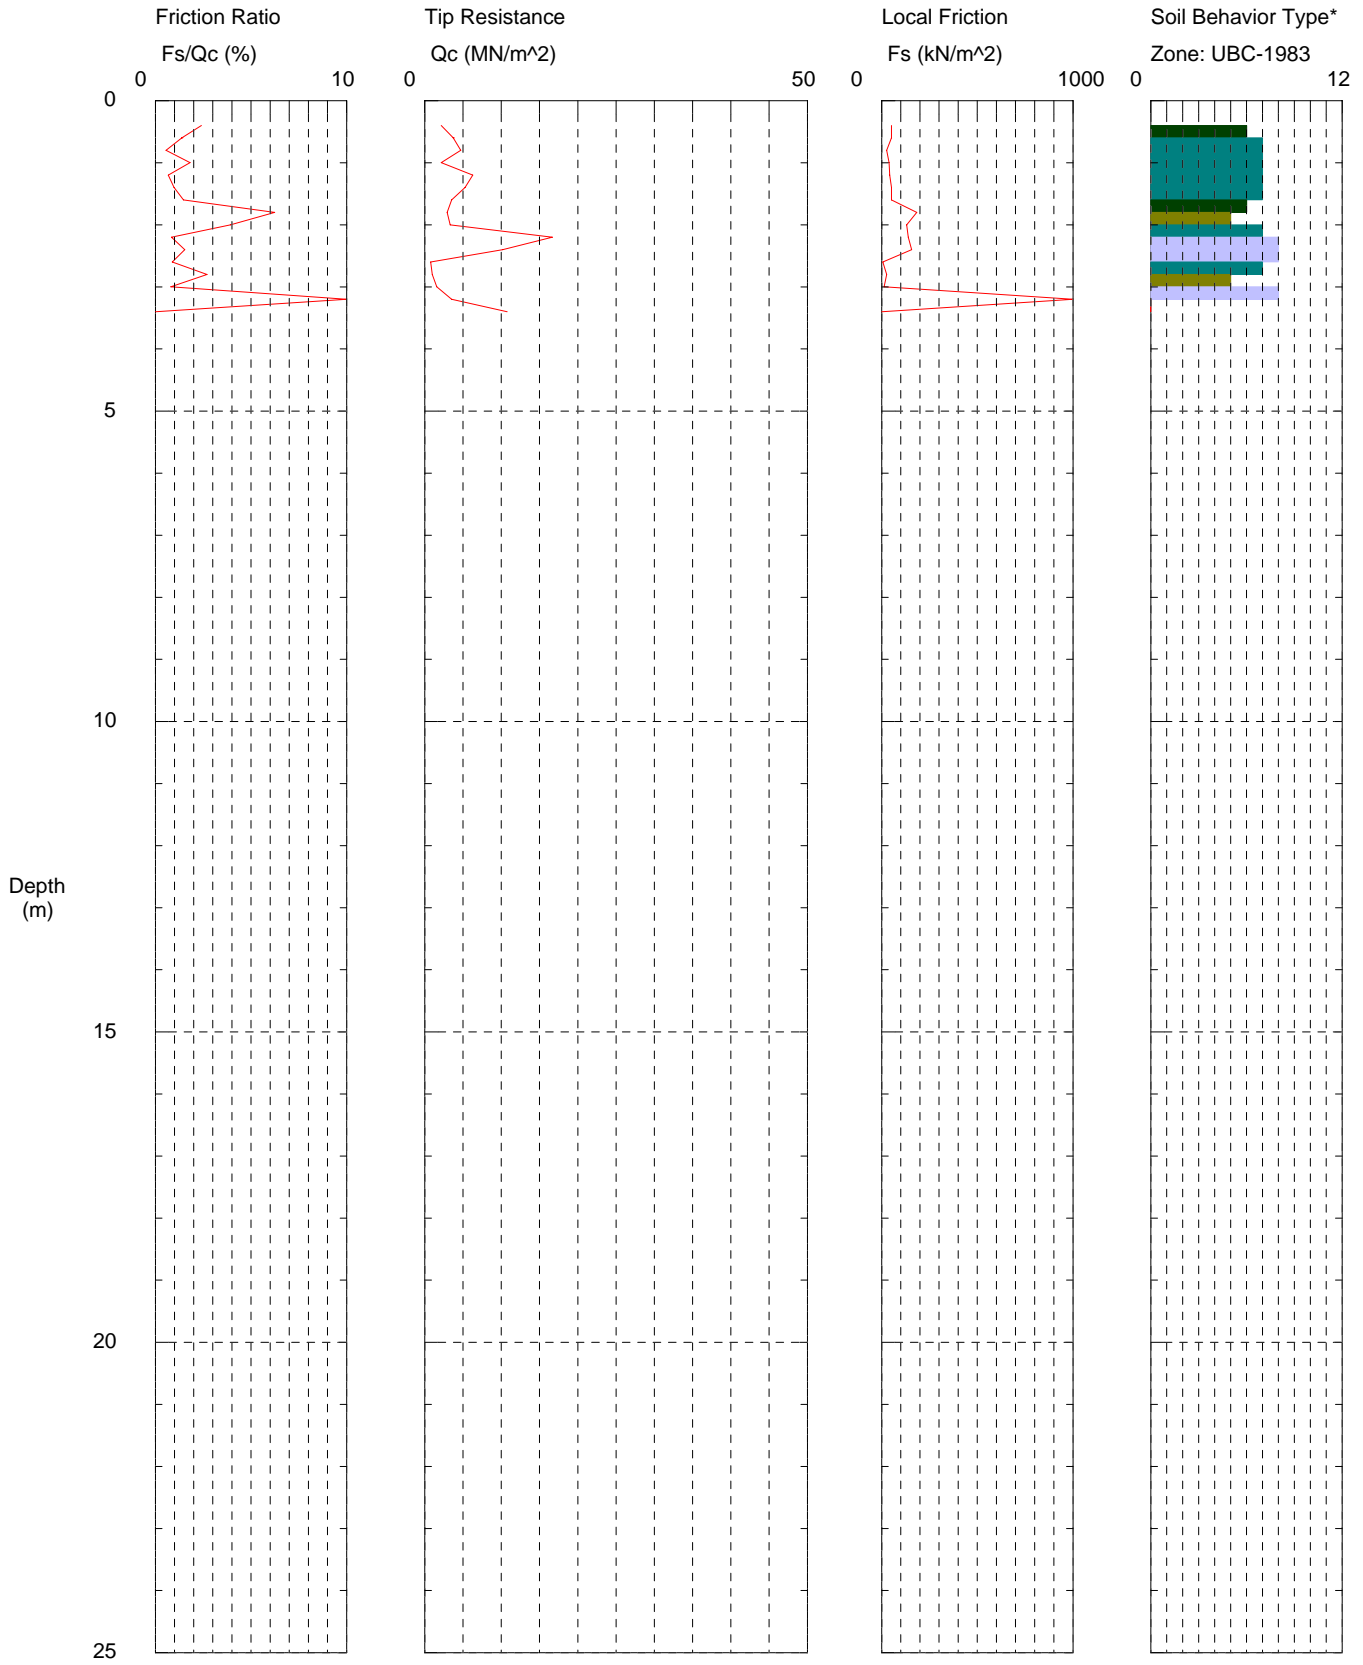 Friction Ratio Tip Resistance Local Friction Soil Behavior Type*
Fs/Qc (%) Qc (MN/m^2) Fs (kN/m^2) Zone: UBC-1983
0 10 0 50 0 1000 0 12
0
5
10
Depth
(m)
15
20
25